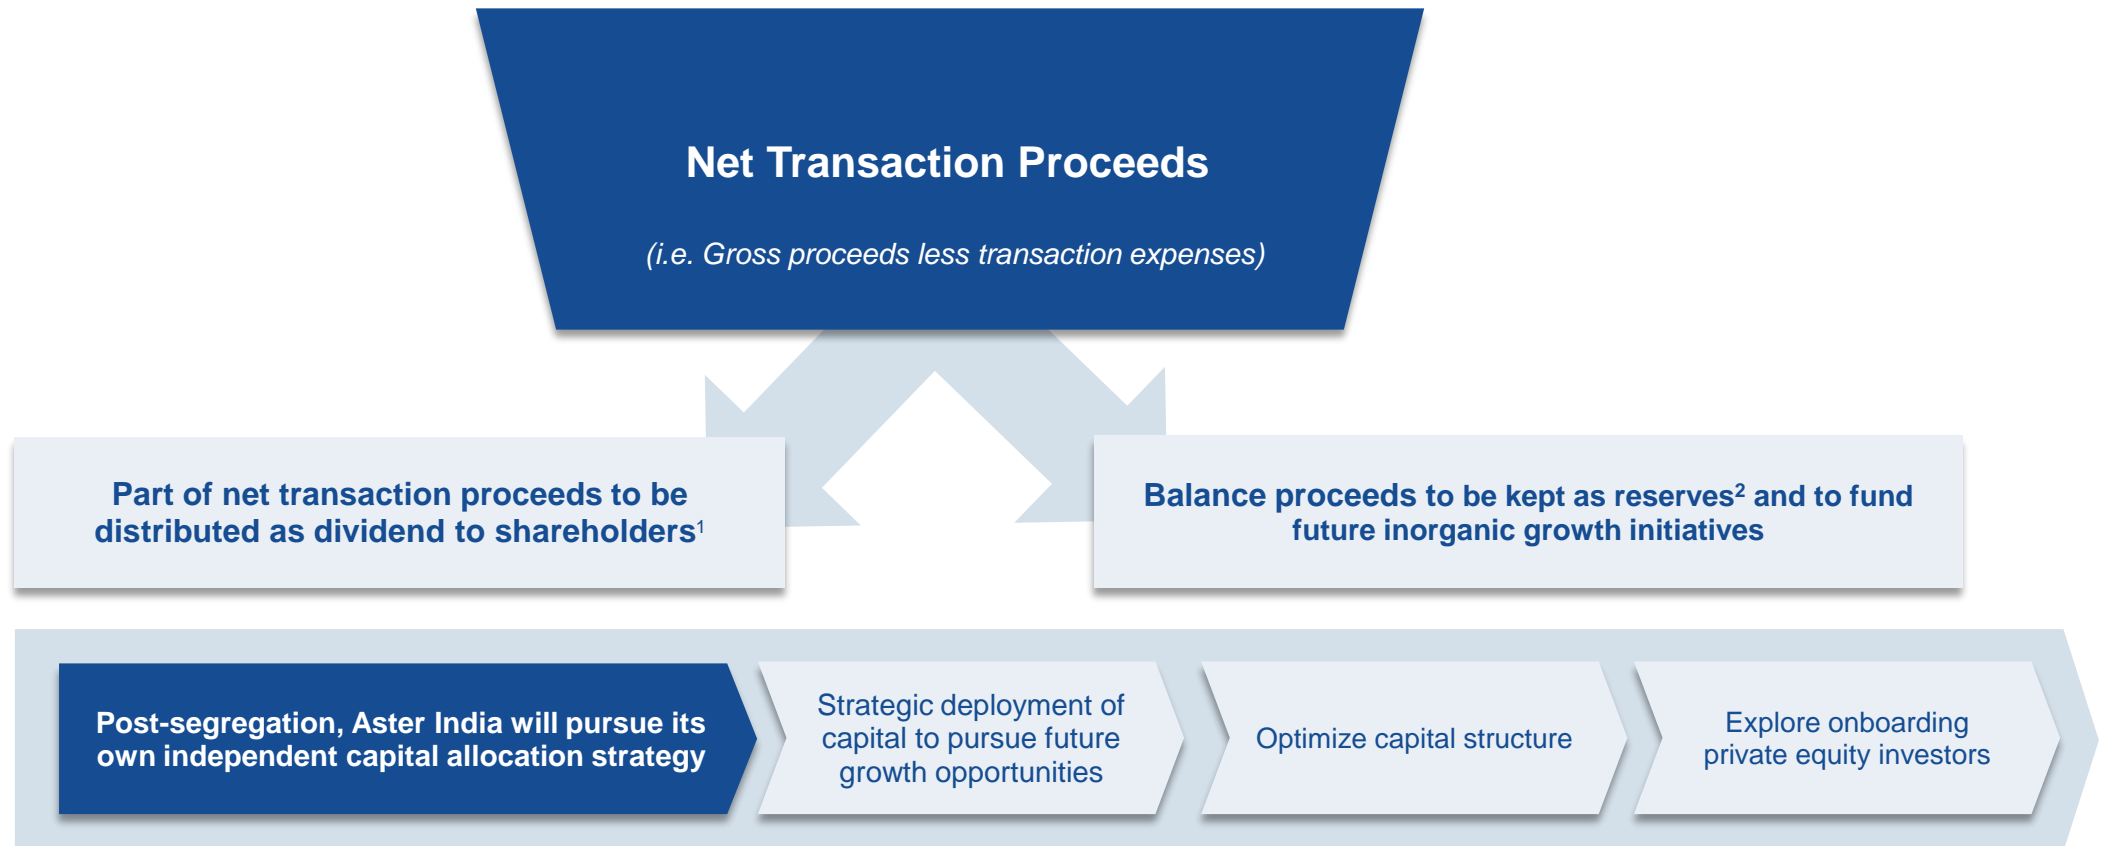 Net Transaction Proceeds
(i.e. Gross proceeds less transaction expenses)
Part of net transaction proceeds to be
distributed as dividend to shareholders¹
Balance proceeds to be kept as reserves² and to fund
future inorganic growth initiatives
Post-segregation, Aster India will pursue its
own independent capital allocation strategy
Strategic deployment of
capital to pursue future
growth opportunities
Optimize capital structure
Explore onboarding
private equity investors